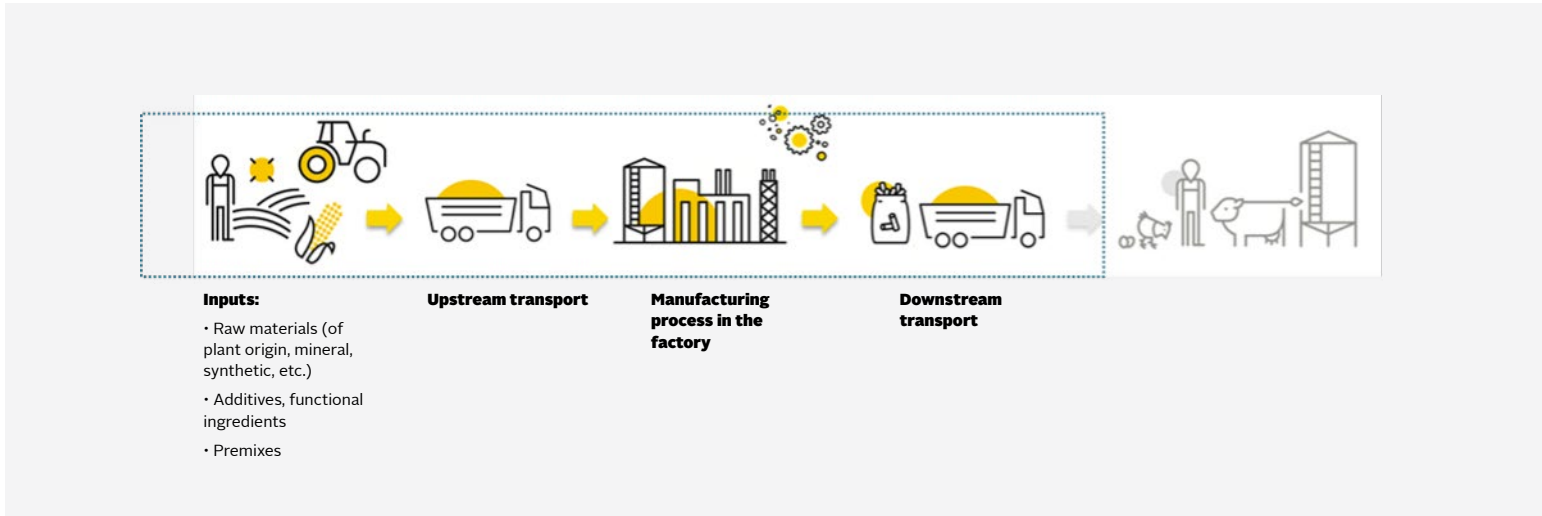 Inputs:
• Raw materials (of
plant origin, mineral,
synthetic, etc.)
• Additives, functional
ingredients
• Premixes
Upstream transport
Manufacturing
process in the
factory
Downstream
transport